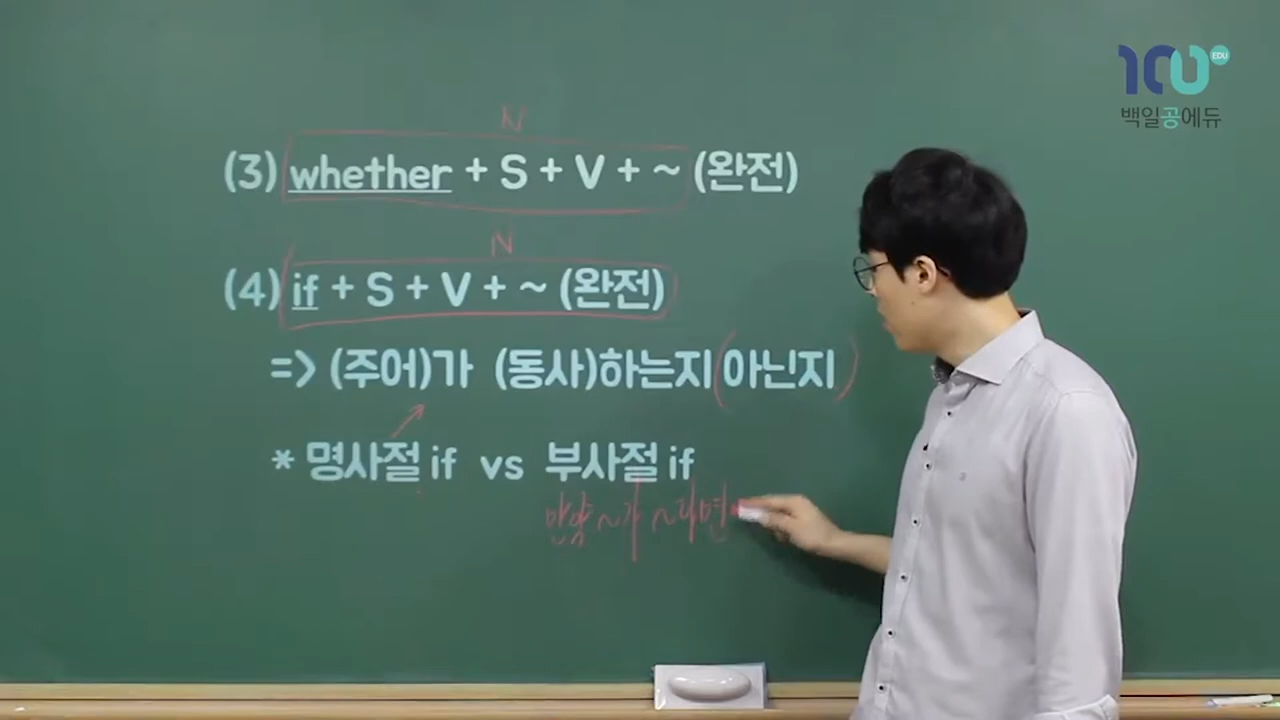 100 EDU
백일공에듀
N
(3) whether + S + V + ~ (완전)
N
(4) if + S + V + ~ (완전)
=> (주어)가 (동사)하는지(아닌지)
* 명사절 if vs 부사절 if
만약 ~가 ~라면